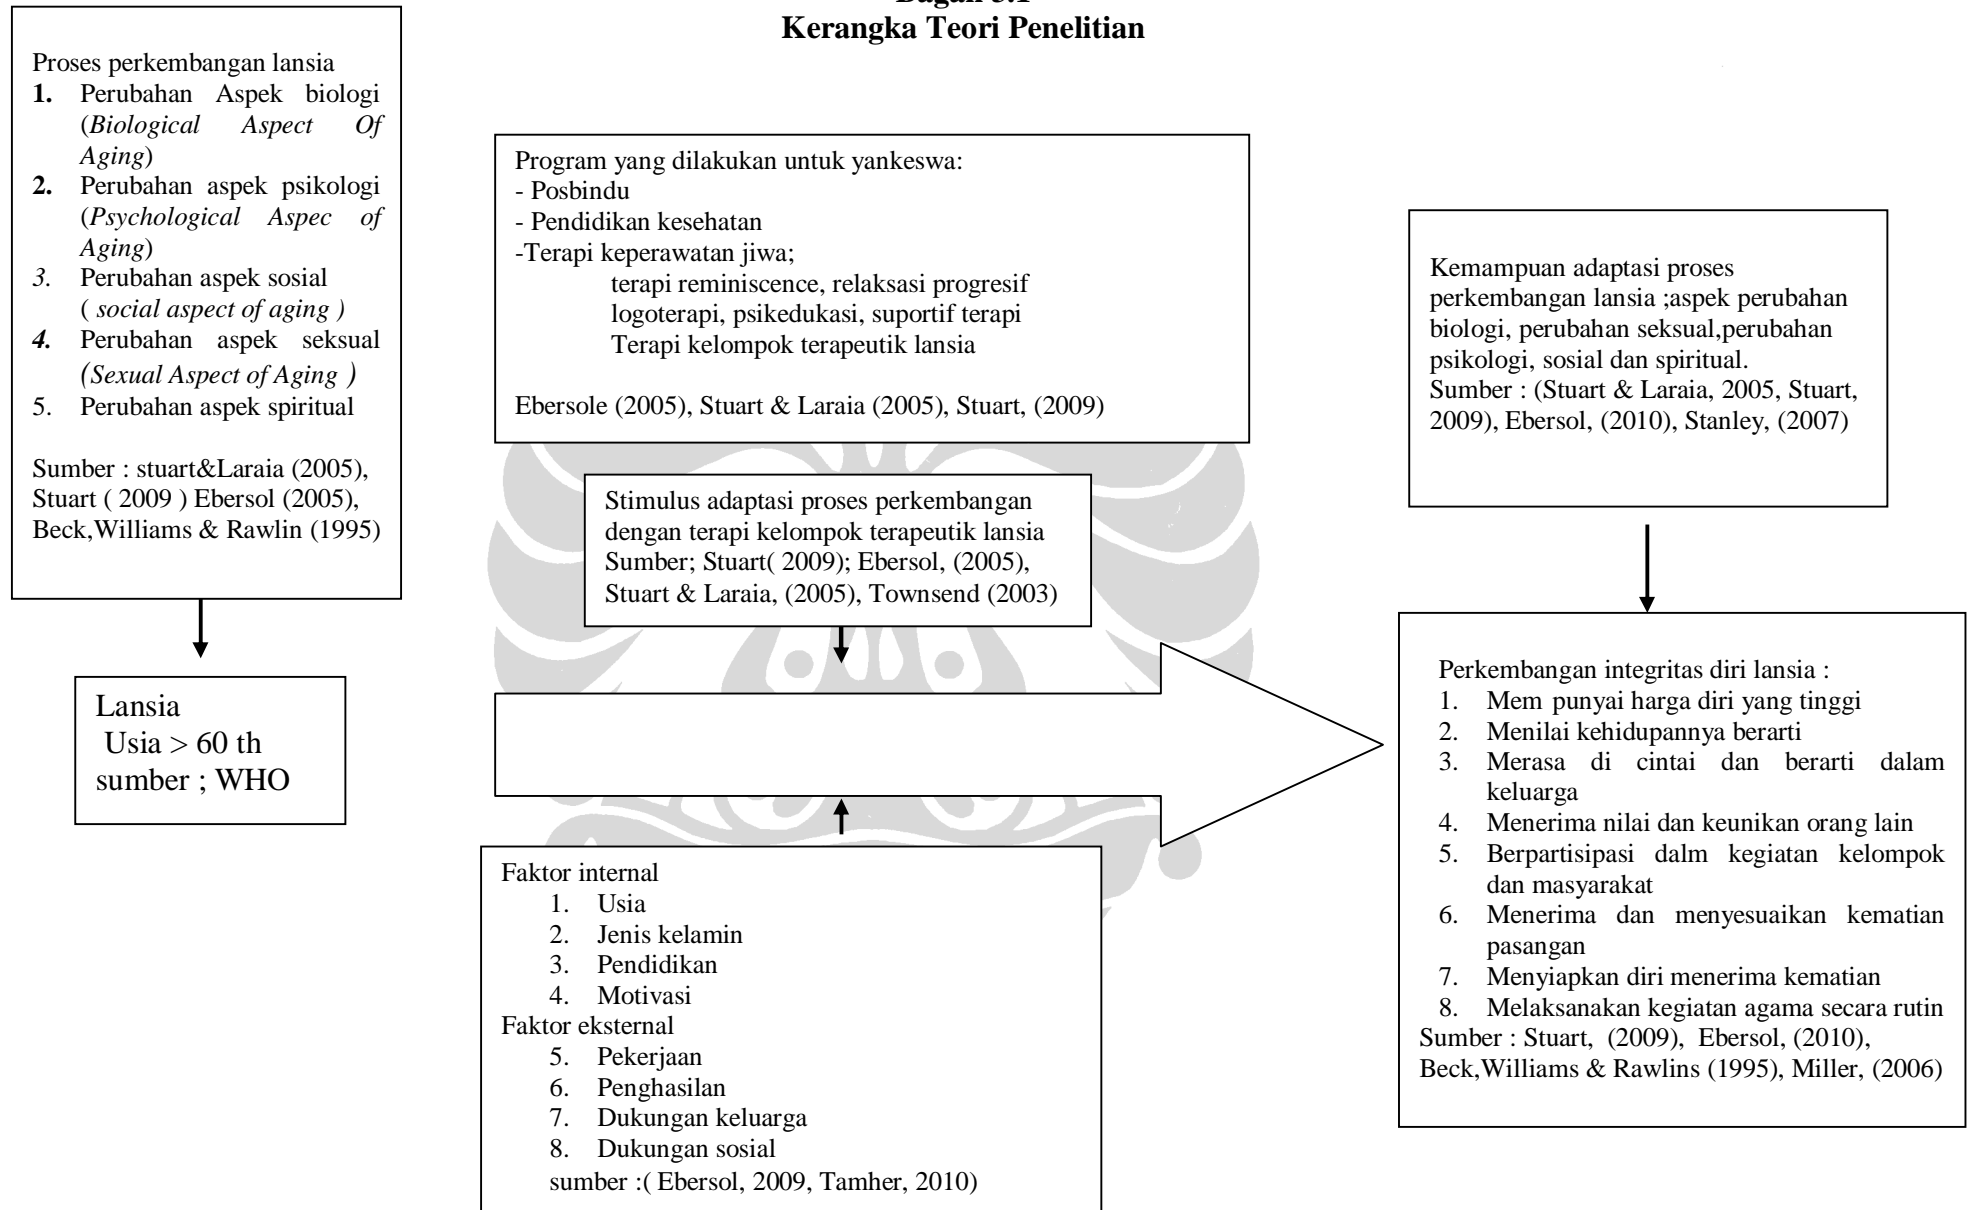 Bagan 3.1
Kerangka Teori Penelitian
Proses perkembangan lansia
1. Perubahan Aspek biologi
(Biological Aspect Of
Aging)
2. Perubahan aspek psikologi
(Psychological Aspec of
Aging)
3. Perubahan aspek sosial
( social aspect of aging )
4. Perubahan aspek seksual
(Sexual Aspect of Aging )
5. Perubahan aspek spiritual
Sumber : stuart&Laraia (2005),
Stuart ( 2009 ) Ebersol (2005),
Beck,Williams & Rawlin (1995)
Lansia
Usia > 60 th
sumber ; WHO
Program yang dilakukan untuk yankeswa:
- Posbindu
- Pendidikan kesehatan
-Terapi keperawatan jiwa;
terapi reminiscence, relaksasi progresif
logoterapi, psikedukasi, suportif terapi
Terapi kelompok terapeutik lansia
Ebersole (2005), Stuart & Laraia (2005), Stuart, (2009)
Stimulus adaptasi proses perkembangan
dengan terapi kelompok terapeutik lansia
Sumber; Stuart( 2009); Ebersol, (2005),
Stuart & Laraia, (2005), Townsend (2003)
Faktor internal
1. Usia
2. Jenis kelamin
3. Pendidikan
4. Motivasi
Faktor eksternal
5. Pekerjaan
6. Penghasilan
7. Dukungan keluarga
8. Dukungan sosial
sumber :( Ebersol, 2009, Tamher, 2010)
Kemampuan adaptasi proses
perkembangan lansia ;aspek perubahan
biologi, perubahan seksual,perubahan
psikologi, sosial dan spiritual.
Sumber : (Stuart & Laraia, 2005, Stuart,
2009), Ebersol, (2010), Stanley, (2007)
Perkembangan integritas diri lansia :
1. Mem punyai harga diri yang tinggi
2. Menilai kehidupannya berarti
3. Merasa di cintai dan berarti dalam
keluarga
4. Menerima nilai dan keunikan orang lain
5. Berpartisipasi dalm kegiatan kelompok
dan masyarakat
6. Menerima dan menyesuaikan kematian
pasangan
7. Menyiapkan diri menerima kematian
8. Melaksanakan kegiatan agama secara rutin
Sumber : Stuart, (2009), Ebersol, (2010),
Beck,Williams & Rawlins (1995), Miller, (2006)